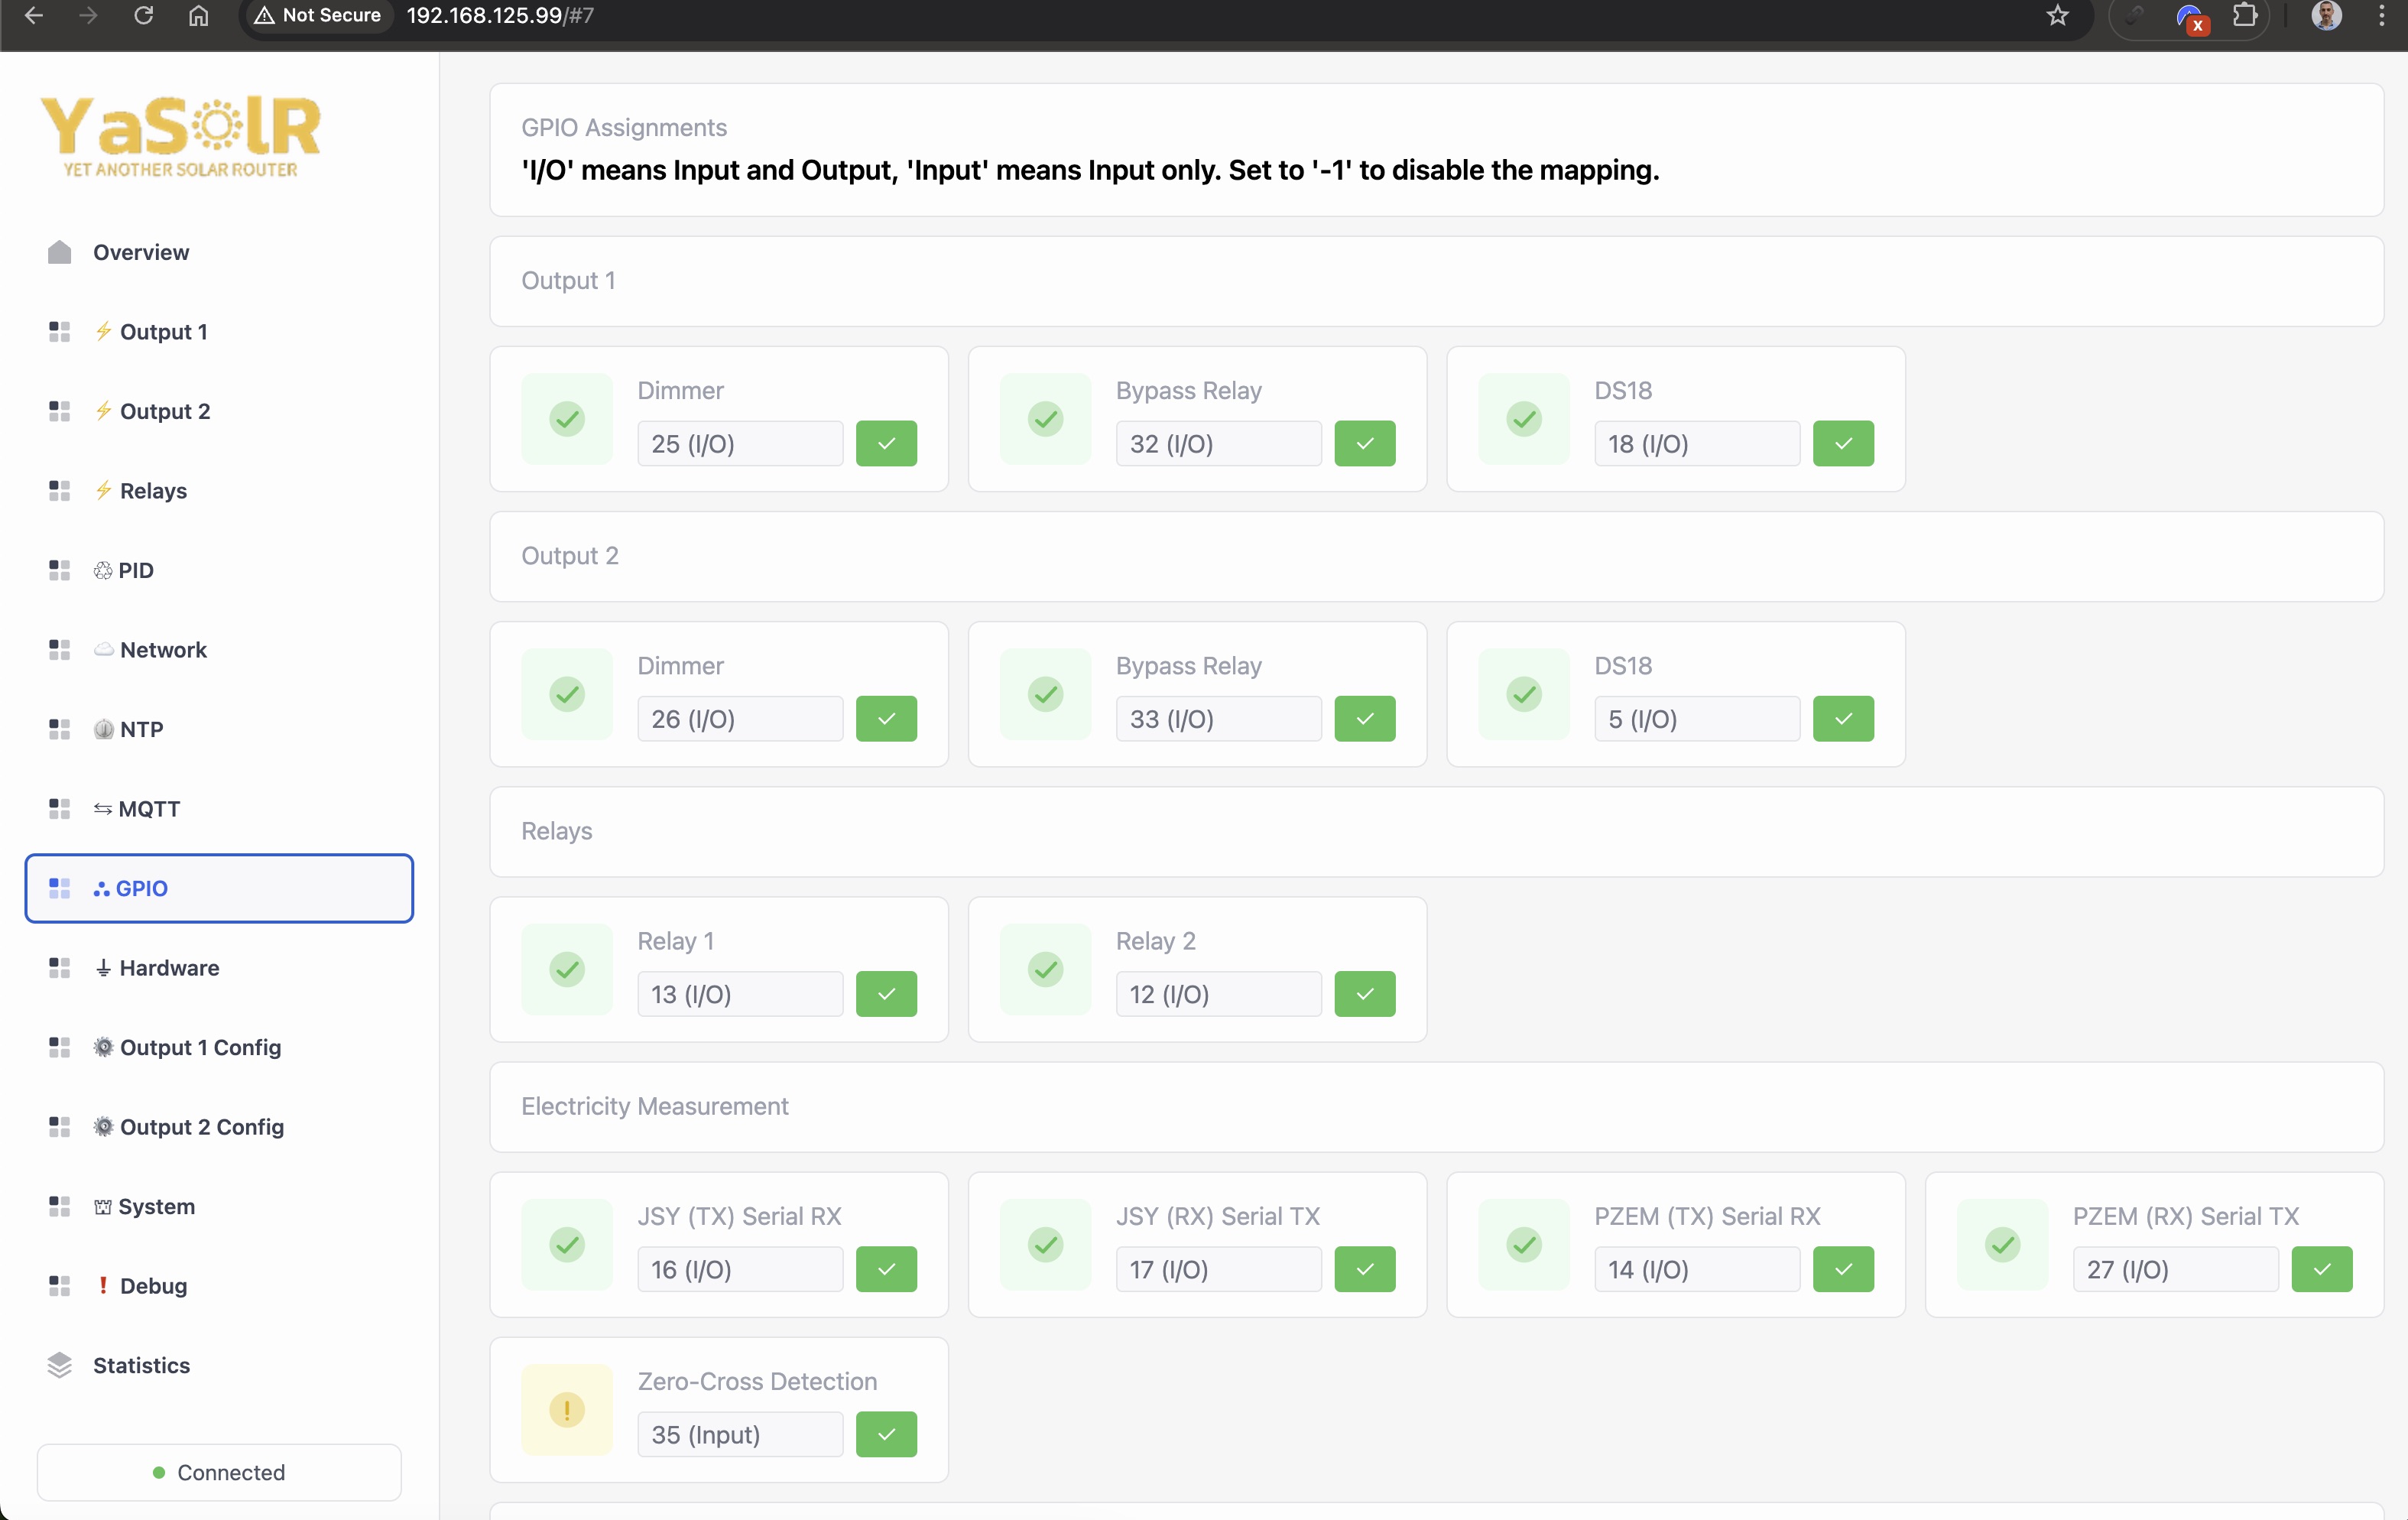 Not Secure
192.168.125.99/#7
X
YaSolR
YET ANOTHER SOLAR ROUTER
Overview
⚡ Output 1
⚡ Output 2
⚡ Relays
♲ PID
☁ Network
NTP
⇆ MQTT
GPIO
⏚ Hardware
⚙ Output 1 Config
⚙ Output 2 Config
System
❗ Debug
Statistics
Connected
GPIO Assignments
'I/O' means Input and Output, 'Input' means Input only. Set to '-1' to disable the mapping.
Output 1
Dimmer
25 (I/O)
Bypass Relay
32 (I/O)
DS18
18 (I/O)
Output 2
Dimmer
26 (I/O)
Bypass Relay
33 (I/O)
DS18
5 (I/O)
Relays
Relay 1
13 (I/O)
Relay 2
12 (I/O)
Electricity Measurement
JSY (TX) Serial RX
16 (I/O)
JSY (RX) Serial TX
17 (I/O)
PZEM (TX) Serial RX
14 (I/O)
PZEM (RX) Serial TX
27 (I/O)
Zero-Cross Detection
35 (Input)